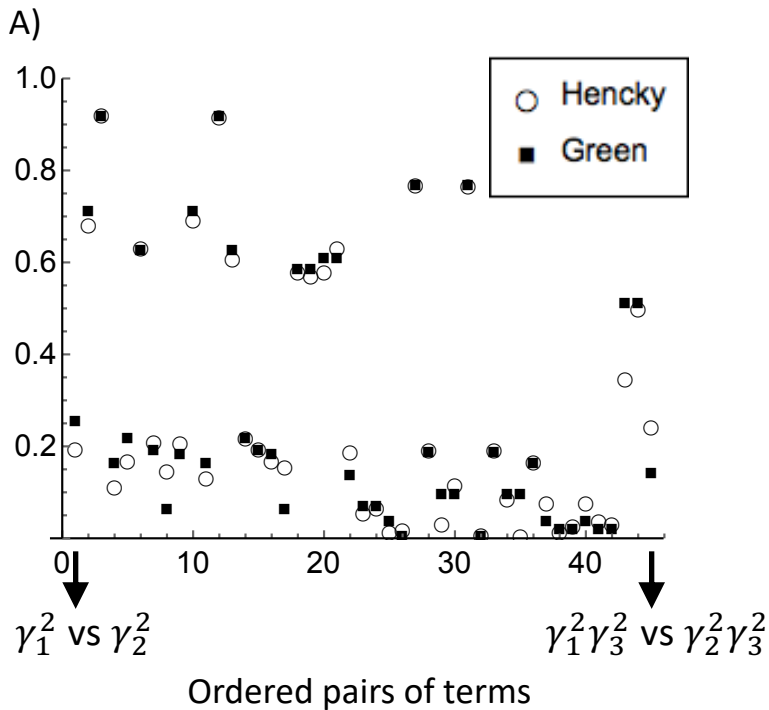 A)
1.0
0.8
0.6
0.4
0.2
Hencky
Green
0 10 20 30 40
γ₁² vs γ₂² γ₁²γ₃² vs γ₂²γ₃²
Ordered pairs of terms